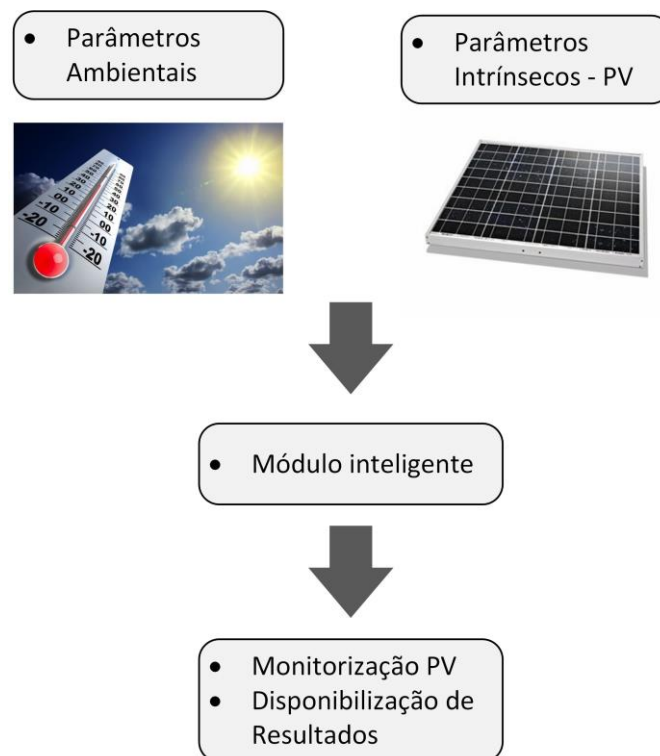 • Parâmetros
Ambientais
• Parâmetros
Intrínsecos - PV
• Módulo inteligente
• Monitorização PV
• Disponibilização de
Resultados